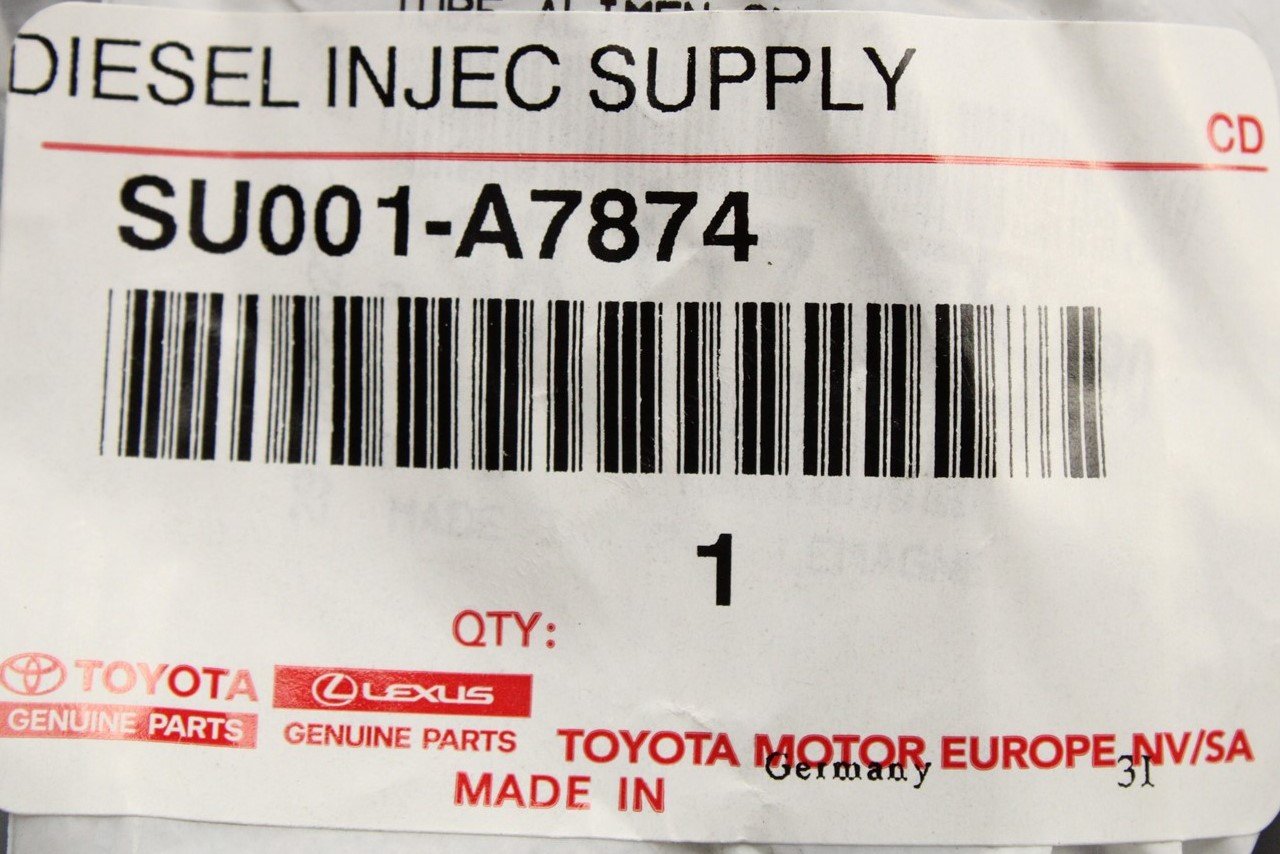 DIESEL INJEC SUPPLY
CD
SU001-A7874
1
QTY:
TOYOTA
GENUINE PARTS
LEXUS
GENUINE PARTS
TOYOTA MOTOR EUROPE NV/SA
MADE IN
Germany
31